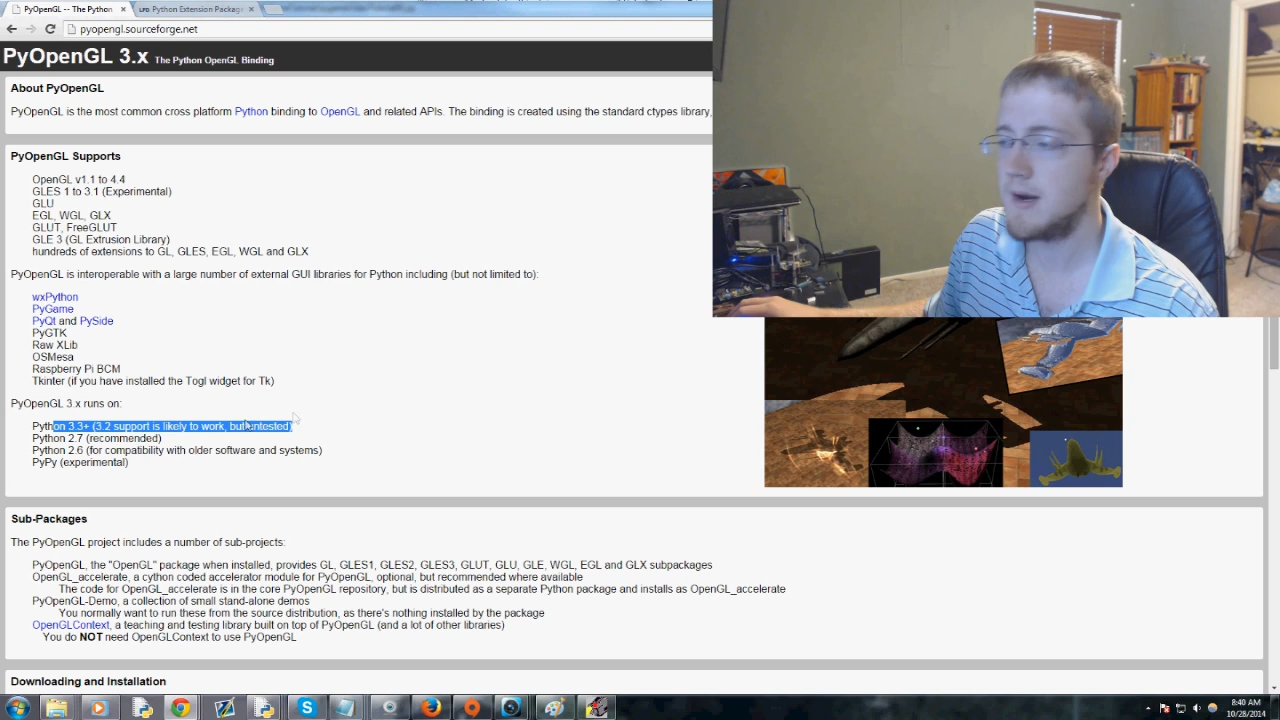 PyOpenGL -- The Python
LFD Python Extension Package
pyopengl.sourceforge.net
PyOpenGL 3.x The Python OpenGL Binding
About PyOpenGL
PyOpenGL is the most common cross platform Python binding to OpenGL and related APIs. The binding is created using the standard ctypes library,
PyOpenGL Supports
OpenGL v1.1 to 4.4
GLES 1 to 3.1 (Experimental)
GLU
EGL, WGL, GLX
GLUT, FreeGLUT
GLE 3 (GL Extrusion Library)
hundreds of extensions to GL, GLES, EGL, WGL and GLX
PyOpenGL is interoperable with a large number of external GUI libraries for Python including (but not limited to):
wxPython
PyGame
PyQt and PySide
PyGTK
Raw XLib
OSMesa
Raspberry Pi BCM
Tkinter (if you have installed the Togl widget for Tk)
PyOpenGL 3.x runs on:
Python 3.3+ (3.2 support is likely to work, but untested)
Python 2.7 (recommended)
Python 2.6 (for compatibility with older software and systems)
PyPy (experimental)
Sub-Packages
The PyOpenGL project includes a number of sub-projects:
PyOpenGL, the "OpenGL" package when installed, provides GL, GLES1, GLES2, GLES3, GLUT, GLU, GLE, WGL, EGL and GLX subpackages
OpenGL_accelerate, a cython coded accelerator module for PyOpenGL, optional, but recommended where available
The code for OpenGL_accelerate is in the core PyOpenGL repository, but is distributed as a separate Python package and installs as OpenGL_accelerate
PyOpenGL-Demo, a collection of small stand-alone demos
You normally want to run these from the source distribution, as there's nothing installed by the package
OpenGLContext, a teaching and testing library built on top of PyOpenGL (and a lot of other libraries)
You do NOT need OpenGLContext to use PyOpenGL
Downloading and Installation
8:40 AM
10/28/2014